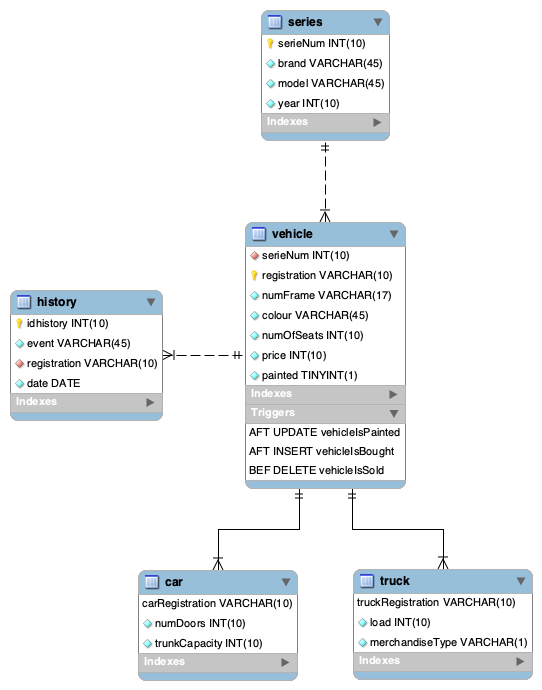 series
serieNum INT(10)
brand VARCHAR(45)
model VARCHAR(45)
year INT(10)
Indexes
vehicle
serieNum INT(10)
registration VARCHAR(10)
numFrame VARCHAR(17)
colour VARCHAR(45)
numOfSeats INT(10)
price INT(10)
painted TINYINT(1)
Indexes
Triggers
AFT UPDATE vehicleIsPainted
AFT INSERT vehicleIsBought
BEF DELETE vehicleIsSold
history
idhistory INT(10)
event VARCHAR(45)
registration VARCHAR(10)
date DATE
Indexes
car
carRegistration VARCHAR(10)
numDoors INT(10)
trunkCapacity INT(10)
Indexes
truck
truckRegistration VARCHAR(10)
load INT(10)
merchandiseType VARCHAR(1)
Indexes